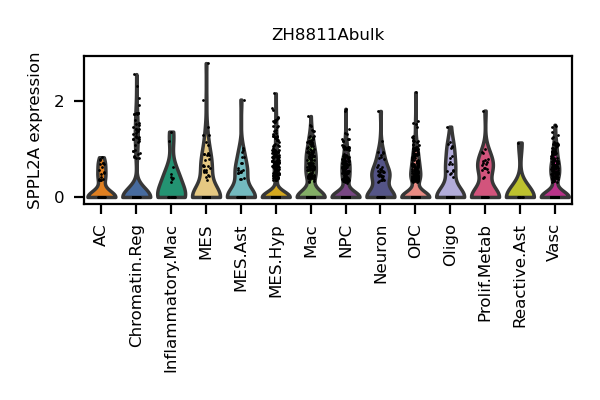 ZH8811Abulk
SPPL2A expression
2
0
AC
Chromatin.Reg
Inflammatory.Mac
MES
MES.Ast
MES.Hyp
Mac
NPC
Neuron
OPC
Oligo
Prolif.Metab
Reactive.Ast
Vasc